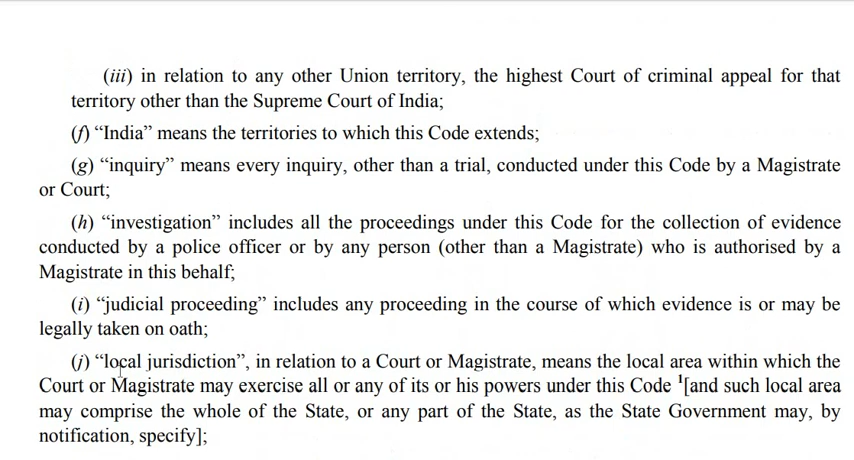 (iii) in relation to any other Union territory, the highest Court of criminal appeal for that
territory other than the Supreme Court of India;
(f) “India” means the territories to which this Code extends;
(g) “inquiry” means every inquiry, other than a trial, conducted under this Code by a Magistrate
or Court;
(h) “investigation” includes all the proceedings under this Code for the collection of evidence
conducted by a police officer or by any person (other than a Magistrate) who is authorised by a
Magistrate in this behalf;
(i) “judicial proceeding” includes any proceeding in the course of which evidence is or may be
legally taken on oath;
(j) “local jurisdiction”, in relation to a Court or Magistrate, means the local area within which the
Court or Magistrate may exercise all or any of its or his powers under this Code ¹[and such local area
may comprise the whole of the State, or any part of the State, as the State Government may, by
notification, specify];